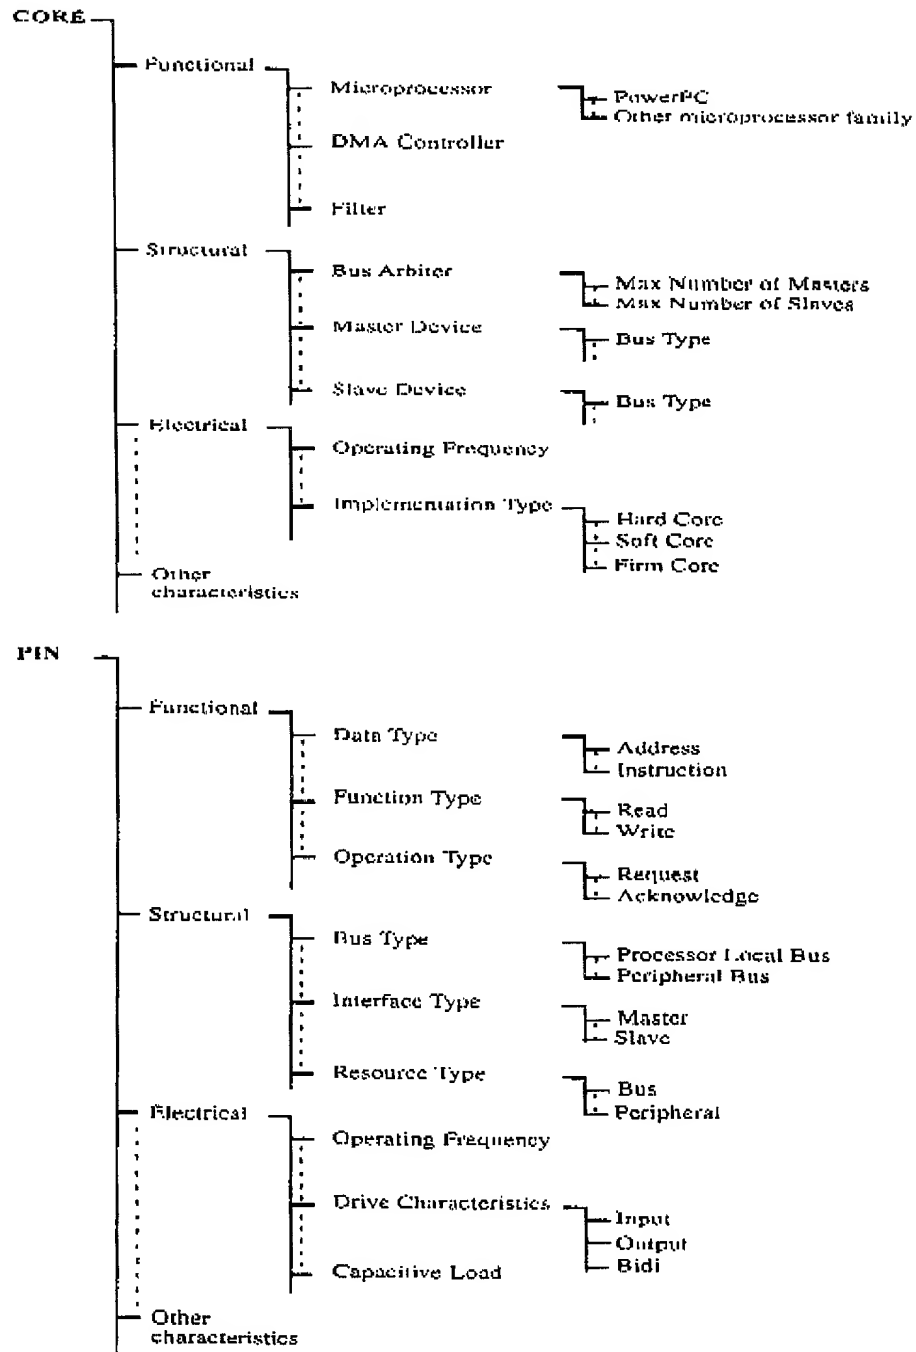 CORE
Functional
Microprocessor
PowerPC
Other microprocessor family
DMA Controller
Filter
Structural
Bus Arbiter
Max Number of Masters
Max Number of Slaves
Master Device
Bus Type
Slave Device
Bus Type
Electrical
Operating Frequency
Implementation Type
Hard Core
Soft Core
Firm Core
Other
characteristics
PIN
Functional
Data Type
Address
Instruction
Function Type
Read
Write
Operation Type
Request
Acknowledge
Structural
Bus Type
Processor Local Bus
Peripheral Bus
Interface Type
Master
Slave
Resource Type
Bus
Peripheral
Electrical
Operating Frequency
Drive Characteristics
Input
Output
Bidi
Capacitive Load
Other
characteristics